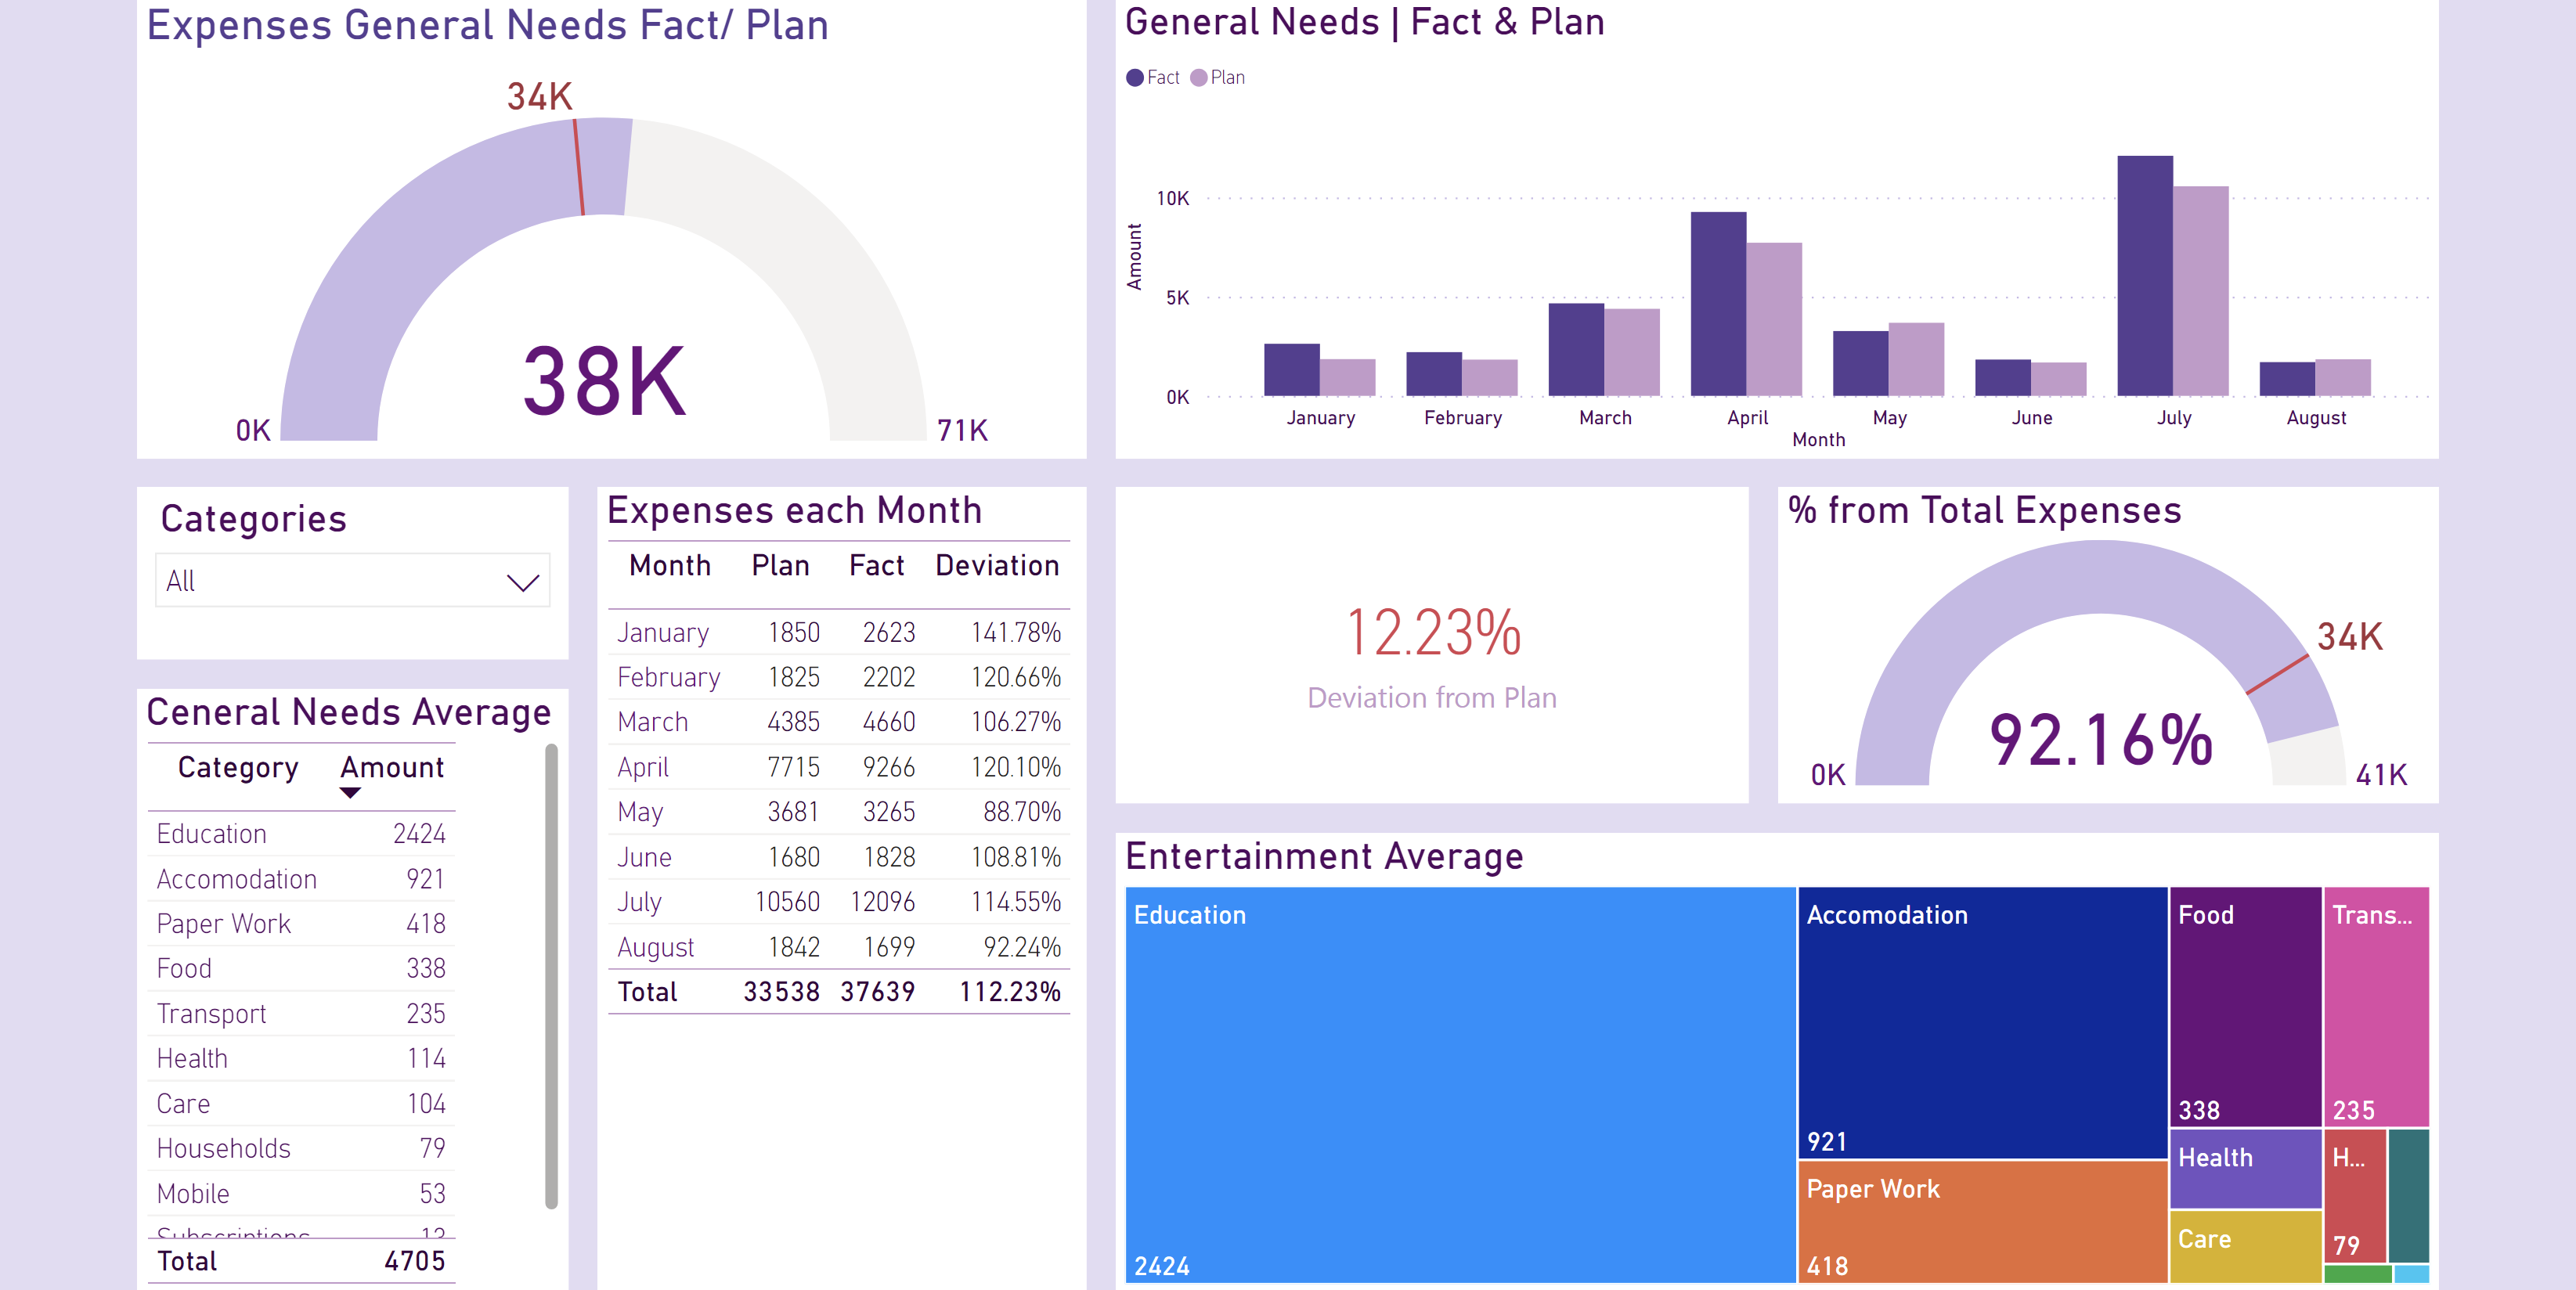 Expenses General Needs Fact/ Plan
34K
38K
0K
71K
General Needs | Fact & Plan
Fact Plan
10K
5K
0K
Amount
January February March April May June July August
Month
Categories
All
Ceneral Needs Average
Category Amount
Education 2424
Accomodation 921
Paper Work 418
Food 338
Transport 235
Health 114
Care 104
Households 79
Mobile 53
Subscriptions 13
Total 4705
Expenses each Month
Month Plan Fact Deviation
January 1850 2623 141.78%
February 1825 2202 120.66%
March 4385 4660 106.27%
April 7715 9266 120.10%
May 3681 3265 88.70%
June 1680 1828 108.81%
July 10560 12096 114.55%
August 1842 1699 92.24%
Total 33538 37639 112.23%
12.23%
Deviation from Plan
% from Total Expenses
34K
92.16%
0K
41K
Entertainment Average
Education
2424
Accomodation
921
Paper Work
418
Food
338
Trans...
235
Health
Care
H...
79